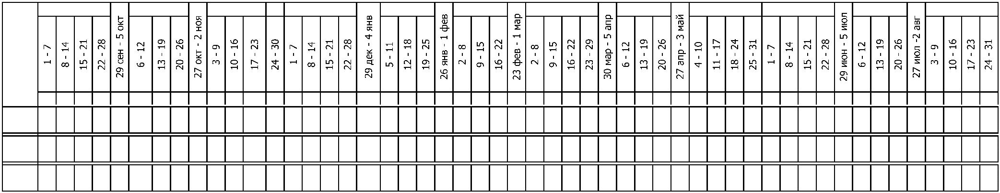 1 - 7
8 - 14
15 - 21
22 - 28
29 сен - 5 окт
6 - 12
13 - 19
20 - 26
27 окт - 2 ноя
3 - 9
10 - 16
17 - 23
24 - 30
1 - 7
8 - 14
15 - 21
22 - 28
29 дек - 4 янв
5 - 11
12 - 18
19 - 25
26 янв - 1 фев
2 - 8
9 - 15
16 - 22
23 фев - 1 мар
2 - 8
9 - 15
16 - 22
23 - 29
30 мар - 5 апр
6 - 12
13 - 19
20 - 26
27 апр - 3 май
4 - 10
11 - 17
18 - 24
25 - 31
1 - 7
8 - 14
15 - 21
22 - 28
29 июн - 5 июл
6 - 12
13 - 19
20 - 26
27 июл -2 авг
3 - 9
10 - 16
17 - 23
24 - 31